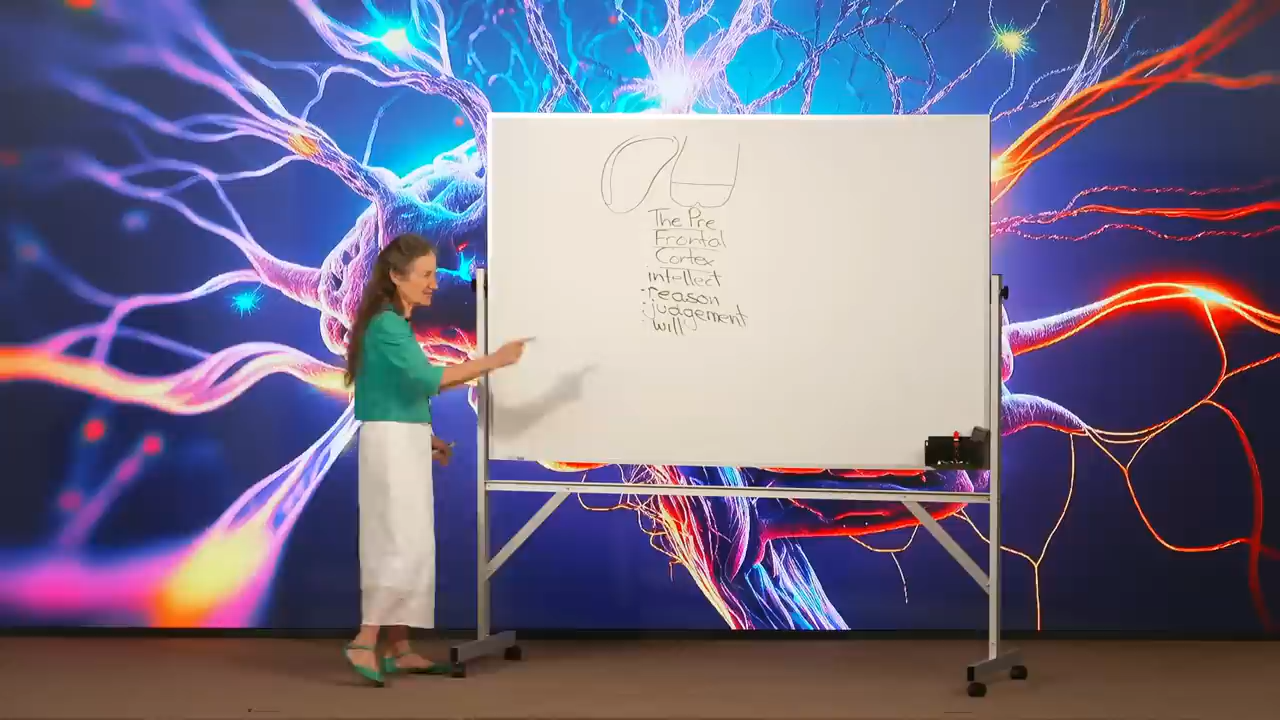 The Pre
Frontal
Cortex
intellect
·reason
·judgement
·will